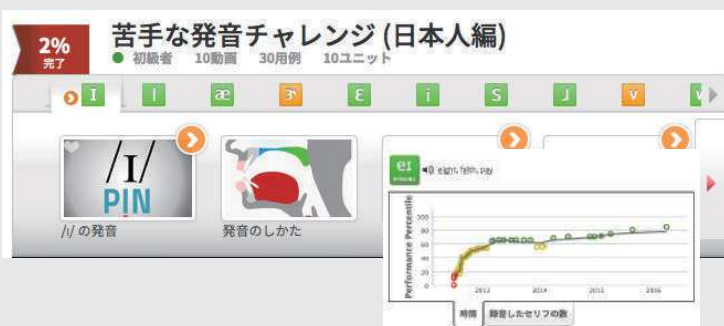 2%
完了
苦手な発音チャレンジ (日本人編)
初級者 10動画 30用例 10ユニット
I l æ ɝ ɛ i S J v
/ɪ/
PIN
/ɪ/ の発音
発音のしかた
eɪ
eight, fatm, pay
Performance Percentile
100
80
60
40
20
0
2013 2014 2015 2016
時間 録音したセリフの数